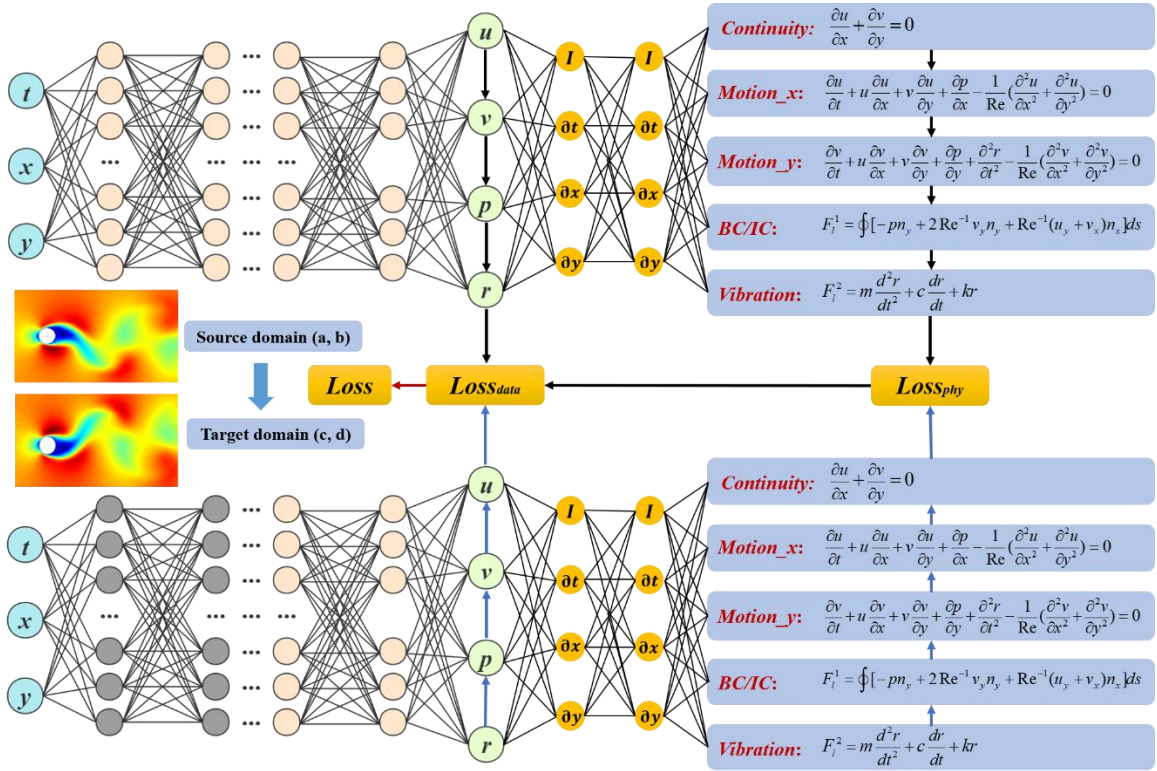 t
x
y
...
...
...
...
...
...
...
u
v
p
r
I
∂t
∂x
∂y
I
∂t
∂x
∂y
Continuity: ∂u/∂x + ∂v/∂y = 0
Motion_x: ∂u/∂t + u ∂u/∂x + v ∂u/∂y + ∂p/∂x − 1/Re (∂²u/∂x² + ∂²u/∂y²) = 0
Motion_y: ∂v/∂t + u ∂v/∂x + v ∂v/∂y + ∂p/∂y + ∂²r/∂t² − 1/Re (∂²v/∂x² + ∂²v/∂y²) = 0
BC/IC: F_l^1 = ∮[−pn_y + 2Re⁻¹ v_y n_y + Re⁻¹(u_y + v_x)n_x]ds
Vibration: F_l^2 = m d²r/dt² + c dr/dt + kr
Source domain (a, b)
Target domain (c, d)
Loss
Loss_data
Loss_phy
t
x
y
...
...
...
...
...
...
...
u
v
p
r
I
∂t
∂x
∂y
I
∂t
∂x
∂y
Continuity: ∂u/∂x + ∂v/∂y = 0
Motion_x: ∂u/∂t + u ∂u/∂x + v ∂u/∂y + ∂p/∂x − 1/Re (∂²u/∂x² + ∂²u/∂y²) = 0
Motion_y: ∂v/∂t + u ∂v/∂x + v ∂v/∂y + ∂p/∂y + ∂²r/∂t² − 1/Re (∂²v/∂x² + ∂²v/∂y²) = 0
BC/IC: F_l^1 = ∮[−pn_y + 2Re⁻¹ v_y n_y + Re⁻¹(u_y + v_x)n_x]ds
Vibration: F_l^2 = m d²r/dt² + c dr/dt + kr